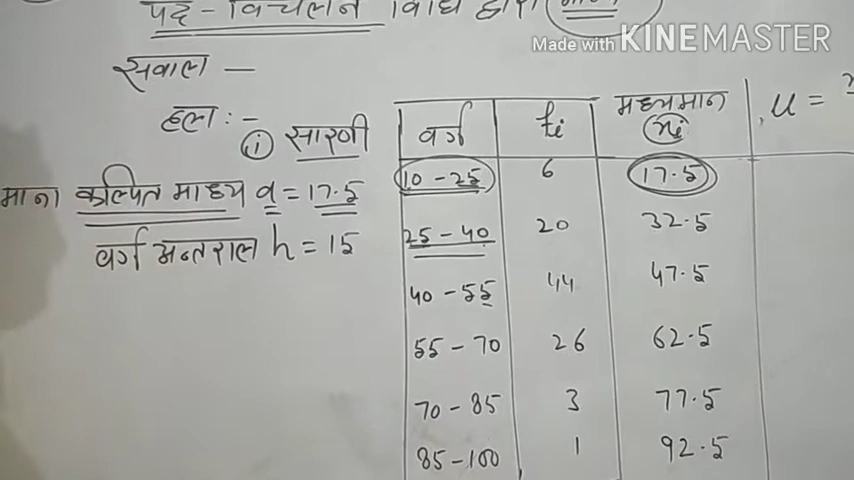 पद - विचलन विधि द्वारा
Made with KINEMASTER
सवाल –
हल :-
(i) सारणी
माना कल्पित माध्य a = 17.5
वर्ग अन्तराल h = 15
वर्ग fi मध्यमान (xi) , u =
10 - 25 6 17.5
25 - 40 20 32.5
40 - 55 44 47.5
55 - 70 26 62.5
70 - 85 3 77.5
85 - 100 1 92.5